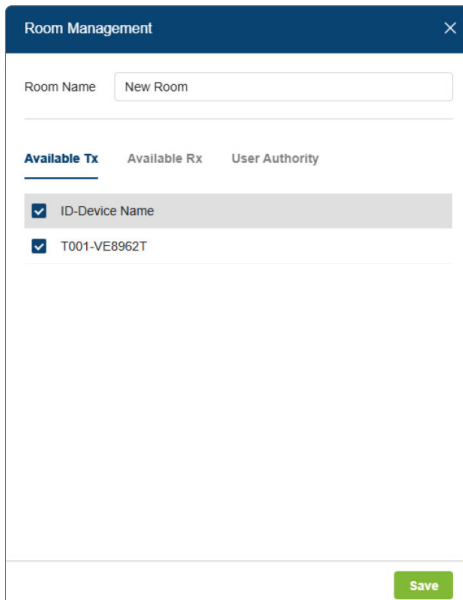 Room Management
Room Name New Room
Available Tx Available Rx User Authority
ID-Device Name
T001-VE8962T
Save